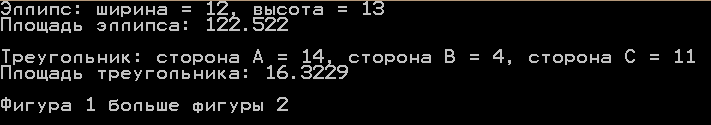 Эллипс: ширина = 12, высота = 13
Площадь эллипса: 122.522
Треугольник: сторона A = 14, сторона B = 4, сторона C = 11
Площадь треугольника: 16.3229
Фигура 1 больше фигуры 2